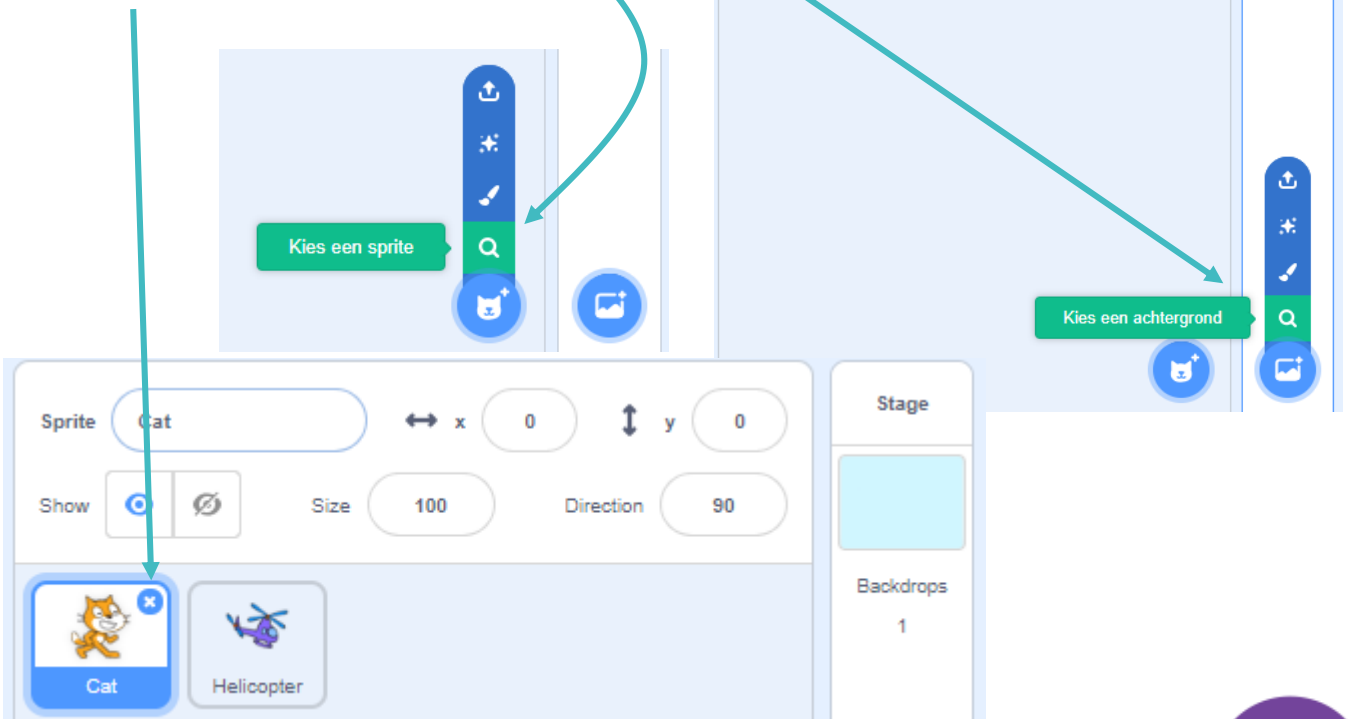 Kies een sprite
Kies een achtergrond
Sprite Cat x 0 y 0
Show Size 100 Direction 90
Cat
Helicopter
Stage
Backdrops
1